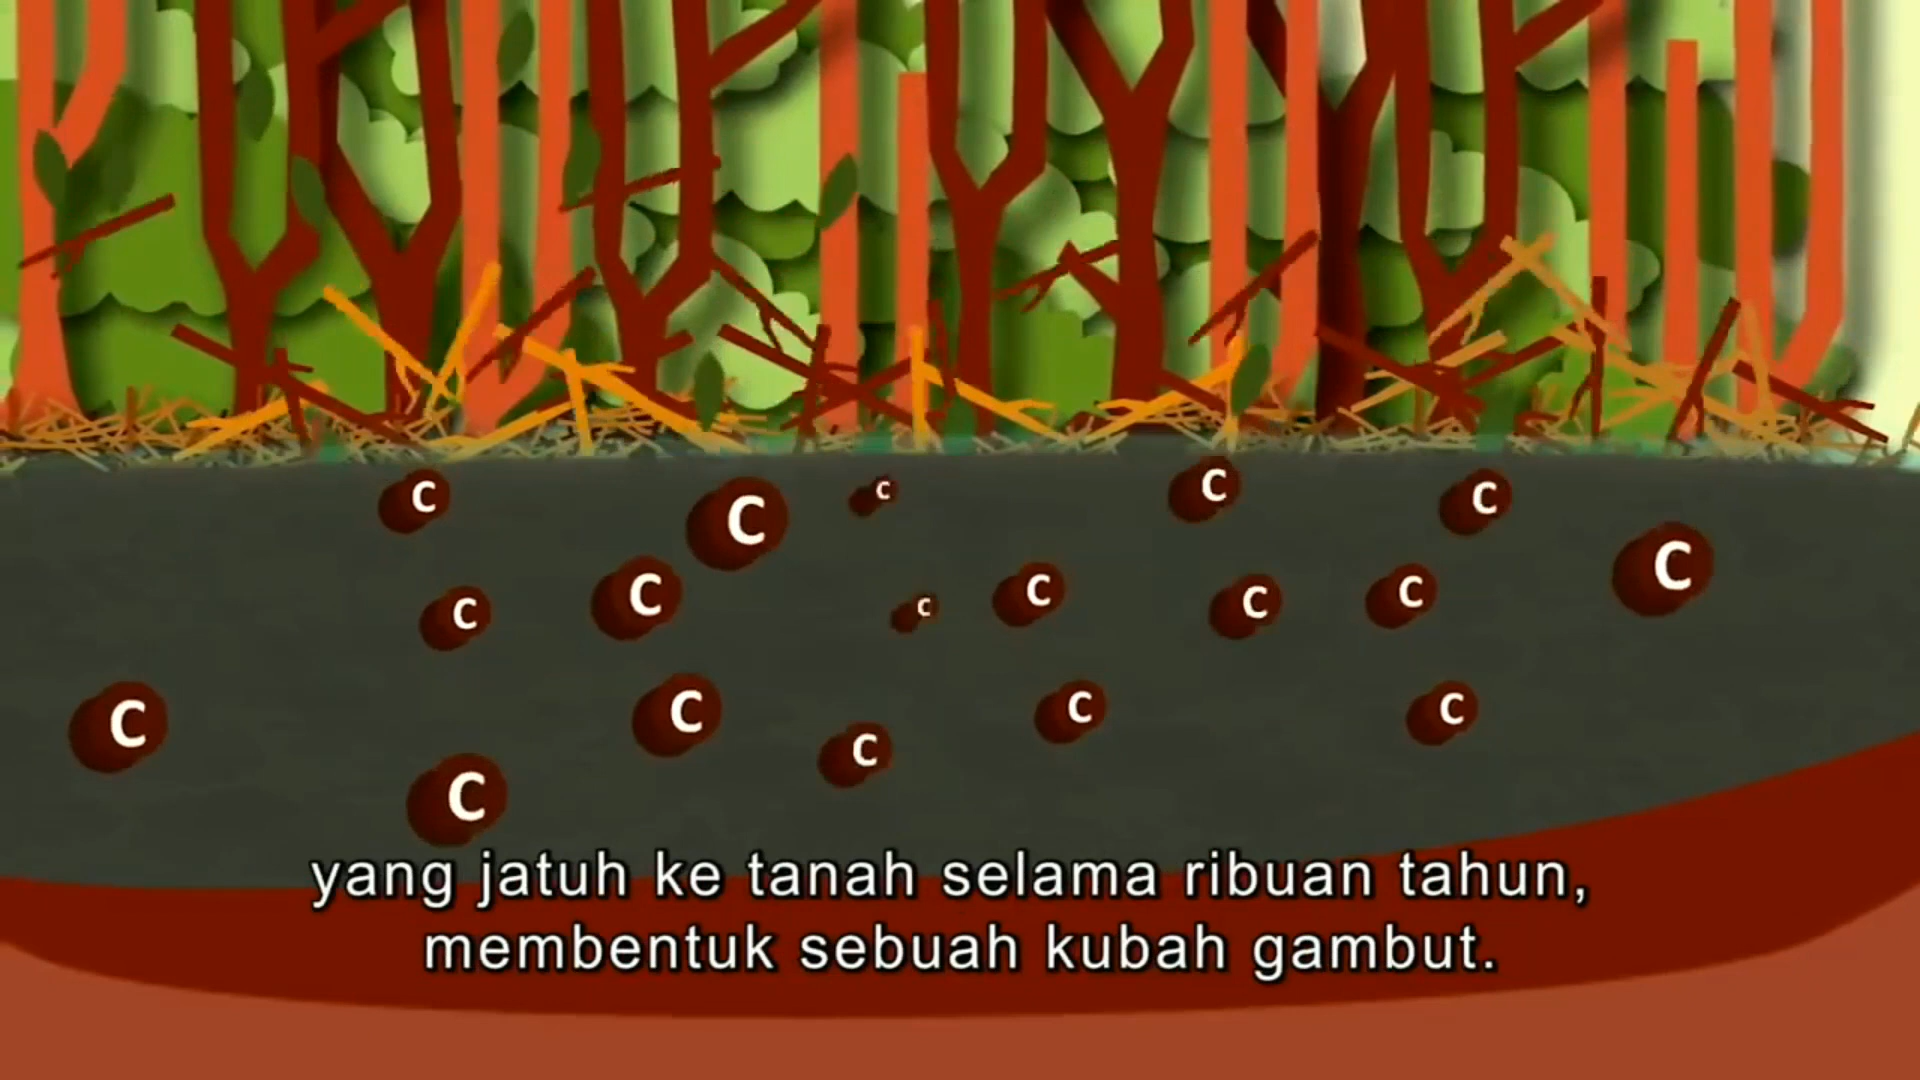 C C C C C
C C C C C C C
C C C C C
C C
yang jatuh ke tanah selama ribuan tahun,
membentuk sebuah kubah gambut.